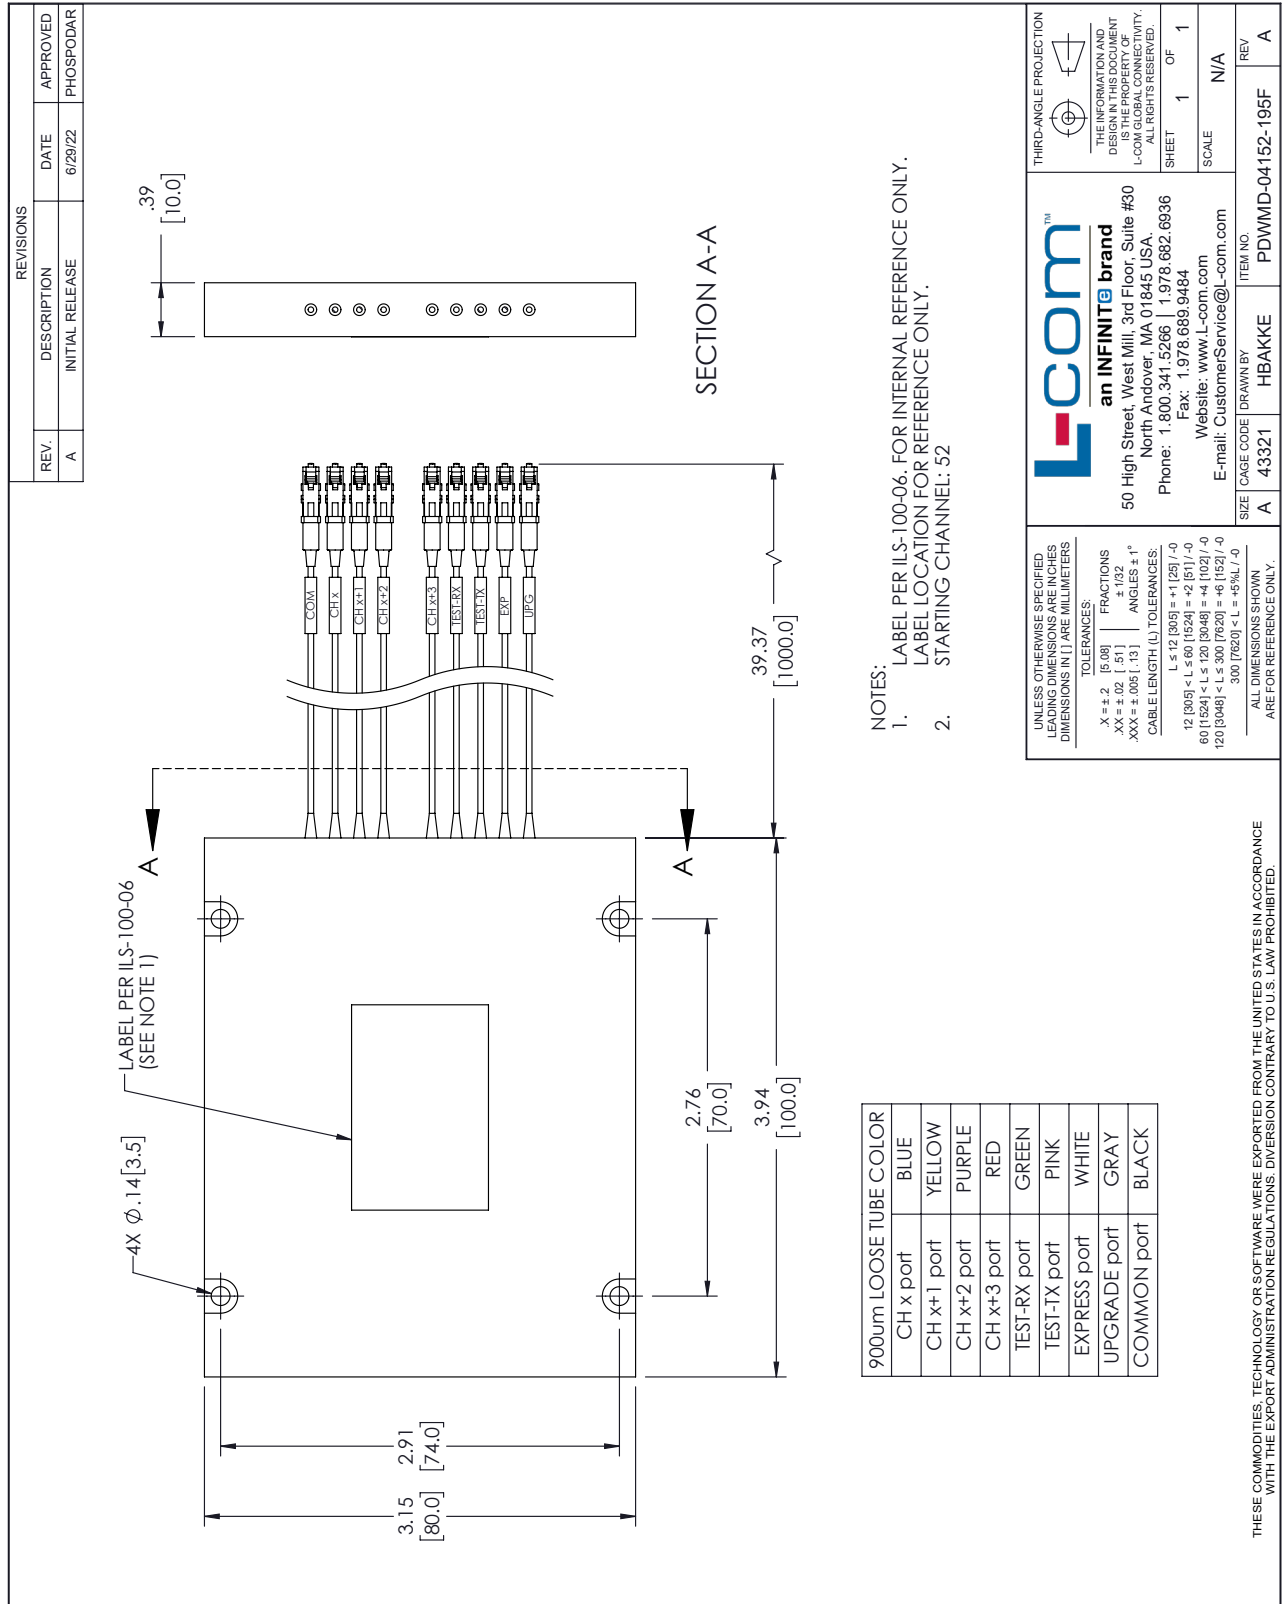 REVISIONS
REV. DESCRIPTION DATE APPROVED
A INITIAL RELEASE 6/29/22 PHOSPODAR
4X Ø.14[3.5]
LABEL PER ILS-100-06
(SEE NOTE 1)
A
A
COM
CH x
CH x+1
CH x+2
CH x+3
TEST-RX
TEST-TX
EXP
UPG
.39
[10.0]
2.91
[74.0]
3.15
[80.0]
2.76
[70.0]
3.94
[100.0]
39.37
[1000.0]
SECTION A-A
900um LOOSE TUBE COLOR
CH x port BLUE
CH x+1 port YELLOW
CH x+2 port PURPLE
CH x+3 port RED
TEST-RX port GREEN
TEST-TX port PINK
EXPRESS port WHITE
UPGRADE port GRAY
COMMON port BLACK
NOTES:
1. LABEL PER ILS-100-06. FOR INTERNAL REFERENCE ONLY.
LABEL LOCATION FOR REFERENCE ONLY.
2. STARTING CHANNEL: 52
UNLESS OTHERWISE SPECIFIED
LEADING DIMENSIONS ARE INCHES
DIMENSIONS IN [ ] ARE MILLIMETERS
TOLERANCES:
.X = ± .2 [5.08] FRACTIONS
.XX = ± .02 [ .51 ] ± 1/32
.XXX = ± .005 [ .13 ] ANGLES ± 1°
CABLE LENGTH (L) TOLERANCES:
L ≤ 12 [305] = +1 [25] / -0
12 [305] < L ≤ 60 [1524] = +2 [51] / -0
60 [1524] < L ≤ 120 [3048] = +4 [102] / -0
120 [3048] < L ≤ 300 [7620] = +6 [152] / -0
300 [7620] < L = +5%L / -0
ALL DIMENSIONS SHOWN
ARE FOR REFERENCE ONLY.
L-com™
an INFINITe brand
50 High Street, West Mill, 3rd Floor, Suite #30
North Andover, MA 01845 USA.
Phone: 1.800.341.5266 | 1.978.682.6936
Fax: 1.978.689.9484
Website: www.L-com.com
E-mail: CustomerService@L-com.com
THIRD-ANGLE PROJECTION
THE INFORMATION AND
DESIGN IN THIS DOCUMENT
IS THE PROPERTY OF
L-COM GLOBAL CONNECTIVITY.
ALL RIGHTS RESERVED.
SHEET 1 OF 1
SCALE N/A
SIZE A
CAGE CODE 43321
DRAWN BY HBAKKE
ITEM NO. PDWMD-04152-195F
REV A
THESE COMMODITIES, TECHNOLOGY OR SOFTWARE WERE EXPORTED FROM THE UNITED STATES IN ACCORDANCE
WITH THE EXPORT ADMINISTRATION REGULATIONS. DIVERSION CONTRARY TO U.S. LAW PROHIBITED.